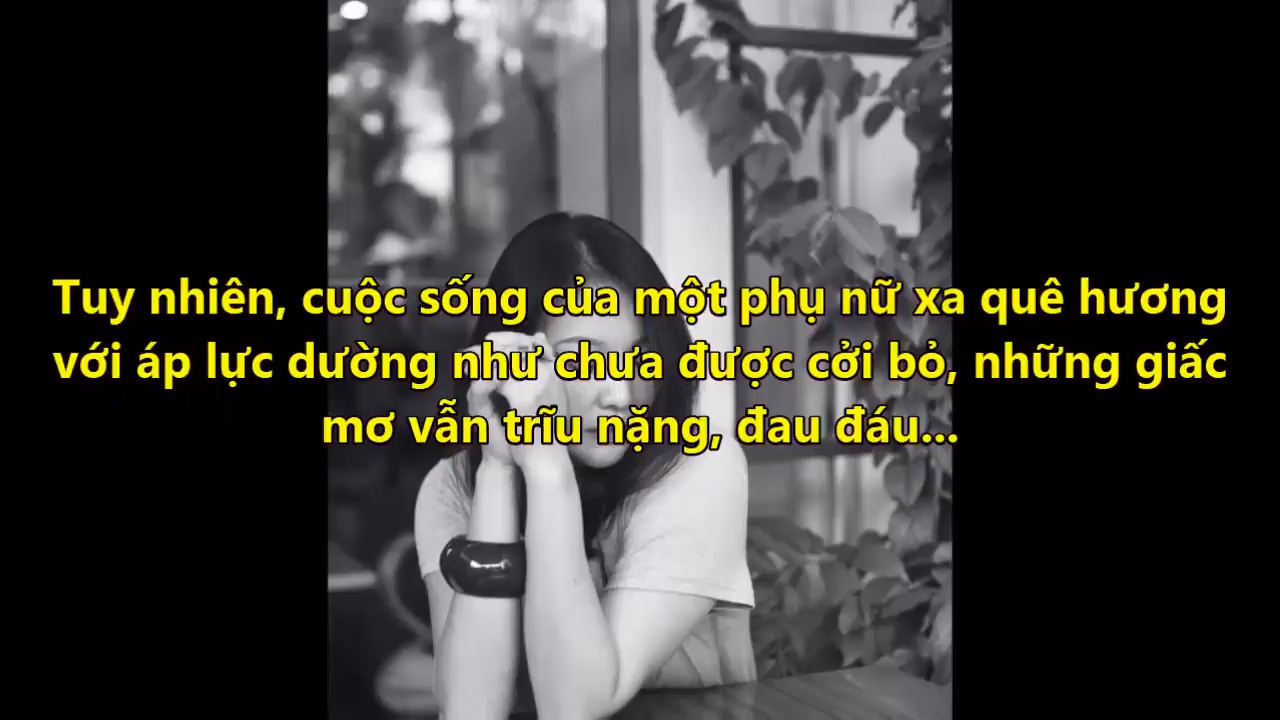 Tuy nhiên, cuộc sống của một phụ nữ xa quê hương
với áp lực dường như chưa được cởi bỏ, những giấc
mơ vẫn trĩu nặng, đau đáu...